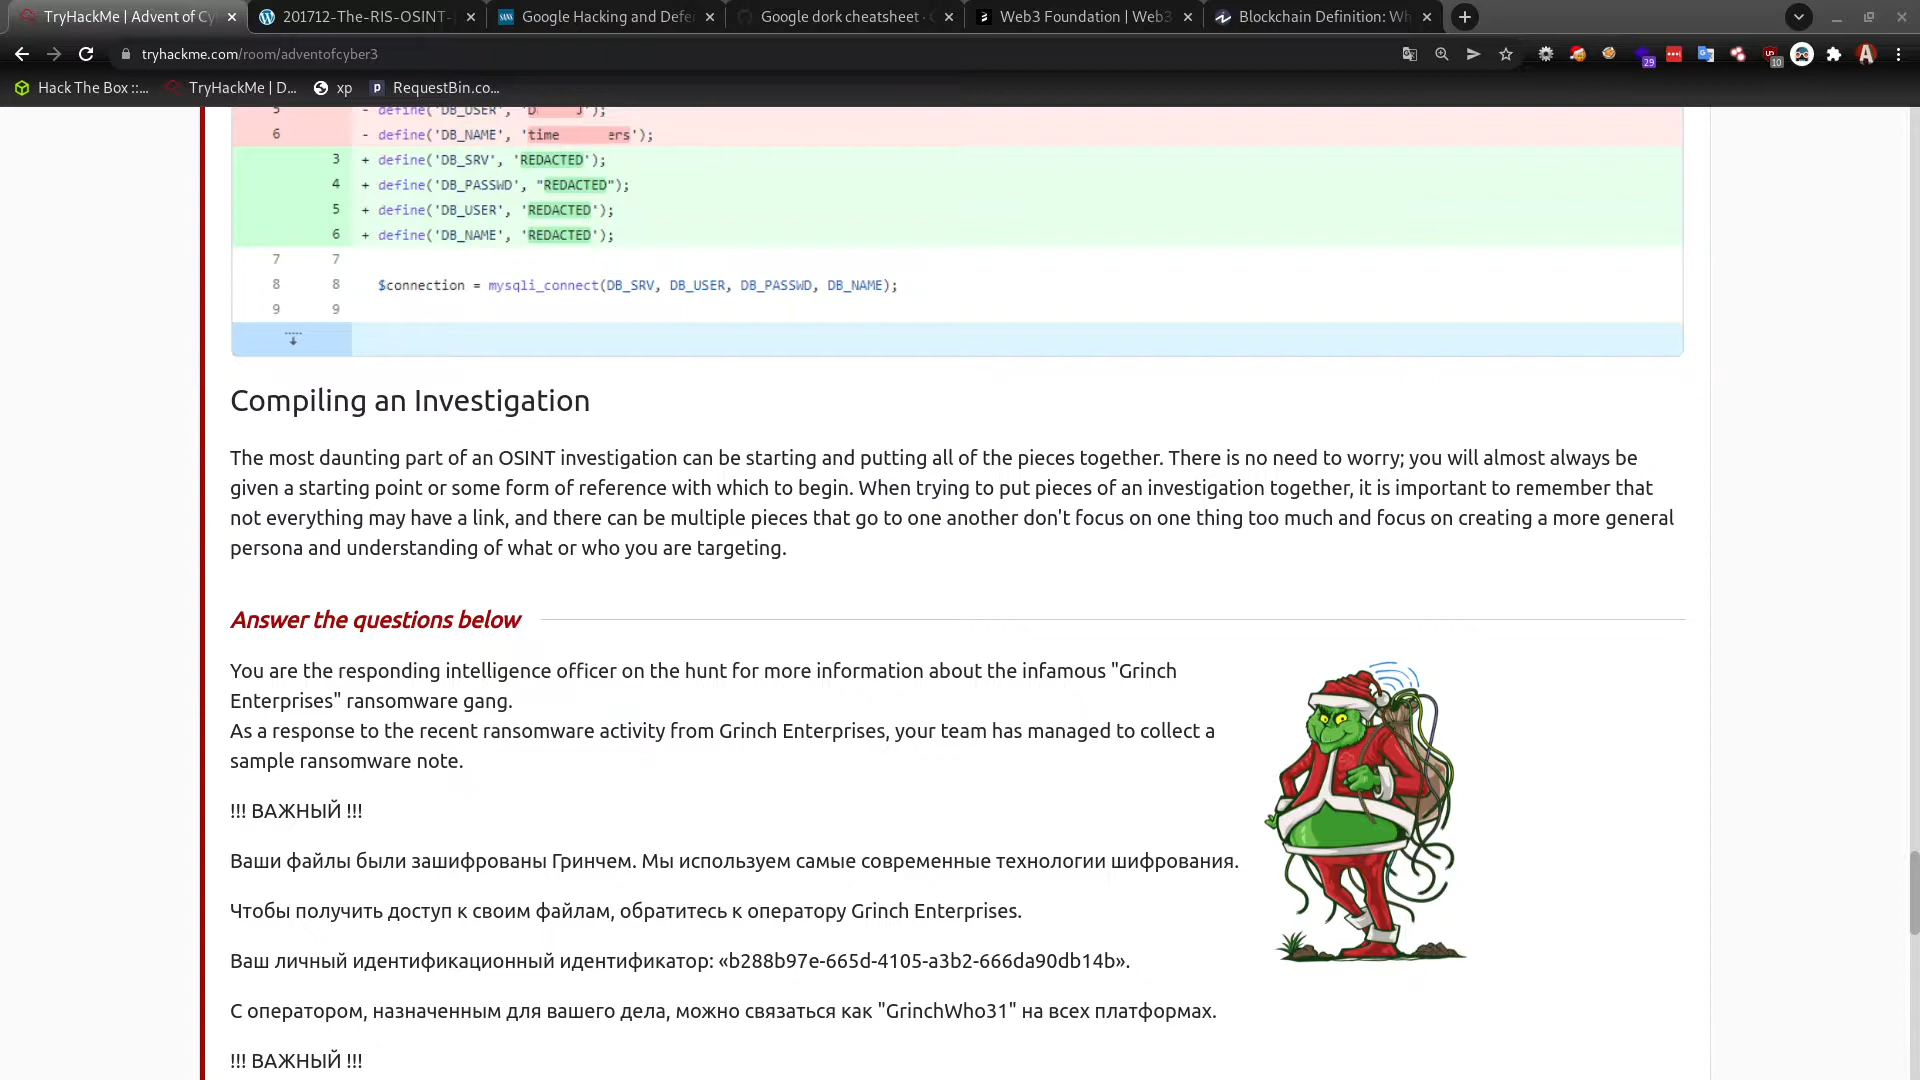 TryHackMe | Advent of Cy
201712-The-RIS-OSINT-
Google Hacking and Defen
Google dork cheatsheet ·
Web3 Foundation | Web3
Blockchain Definition: Wh
tryhackme.com/room/adventofcyber3
29
10
Hack The Box ::...
TryHackMe | D...
xp
RequestBin.co...
5 - define('DB_USER', '
6 - define('DB_NAME', 'time ers');
3 + define('DB_SRV', 'REDACTED');
4 + define('DB_PASSWD', "REDACTED");
5 + define('DB_USER', 'REDACTED');
6 + define('DB_NAME', 'REDACTED');
7 7
8 8 $connection = mysqli_connect(DB_SRV, DB_USER, DB_PASSWD, DB_NAME);
9 9
Compiling an Investigation
The most daunting part of an OSINT investigation can be starting and putting all of the pieces together. There is no need to worry; you will almost always be
given a starting point or some form of reference with which to begin. When trying to put pieces of an investigation together, it is important to remember that
not everything may have a link, and there can be multiple pieces that go to one another don't focus on one thing too much and focus on creating a more general
persona and understanding of what or who you are targeting.
Answer the questions below
You are the responding intelligence officer on the hunt for more information about the infamous "Grinch
Enterprises" ransomware gang.
As a response to the recent ransomware activity from Grinch Enterprises, your team has managed to collect a
sample ransomware note.
!!! ВАЖНЫЙ !!!
Ваши файлы были зашифрованы Гринчем. Мы используем самые современные технологии шифрования.
Чтобы получить доступ к своим файлам, обратитесь к оператору Grinch Enterprises.
Ваш личный идентификационный идентификатор: «b288b97e-665d-4105-a3b2-666da90db14b».
С оператором, назначенным для вашего дела, можно связаться как "GrinchWho31" на всех платформах.
!!! ВАЖНЫЙ !!!